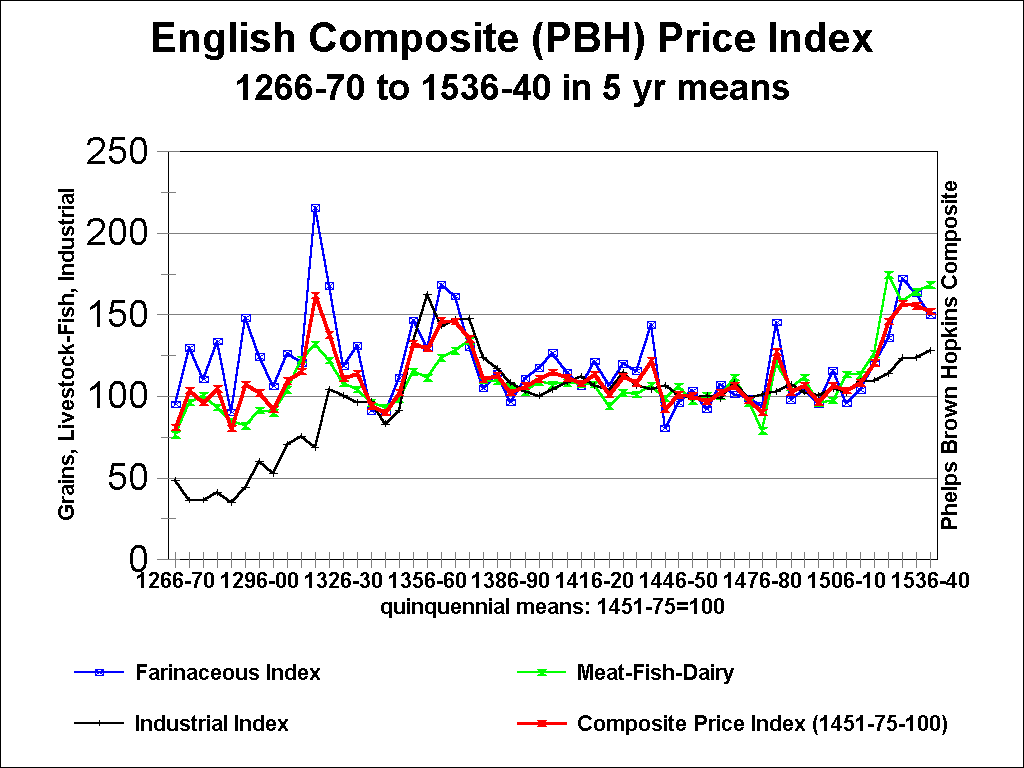 English Composite (PBH) Price Index
1266-70 to 1536-40 in 5 yr means
Grains, Livestock-Fish, Industrial
250
200
150
100
50
0
Phelps Brown Hopkins Composite
1266-70 1296-00 1326-30 1356-60 1386-90 1416-20 1446-50 1476-80 1506-10 1536-40
quinquennial means: 1451-75=100
Farinaceous Index
Meat-Fish-Dairy
Industrial Index
Composite Price Index (1451-75-100)